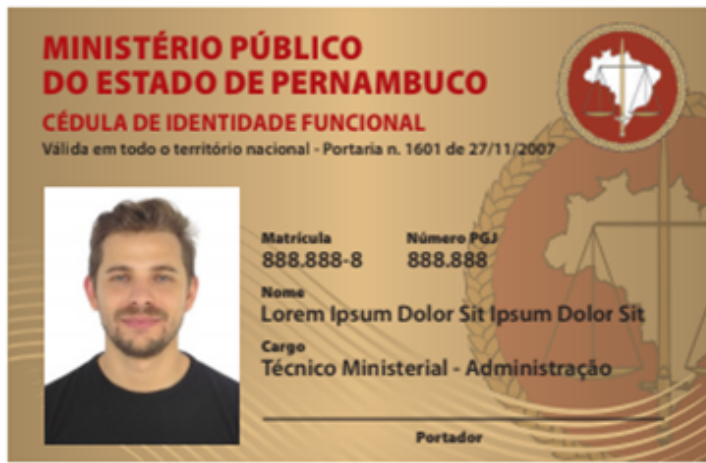 MINISTÉRIO PÚBLICO
DO ESTADO DE PERNAMBUCO
CÉDULA DE IDENTIDADE FUNCIONAL
Válida em todo o território nacional - Portaria n. 1601 de 27/11/2007
Matrícula Número PGJ
888.888-8 888.888
Nome
Lorem Ipsum Dolor Sit Ipsum Dolor Sit
Cargo
Técnico Ministerial - Administração
Portador